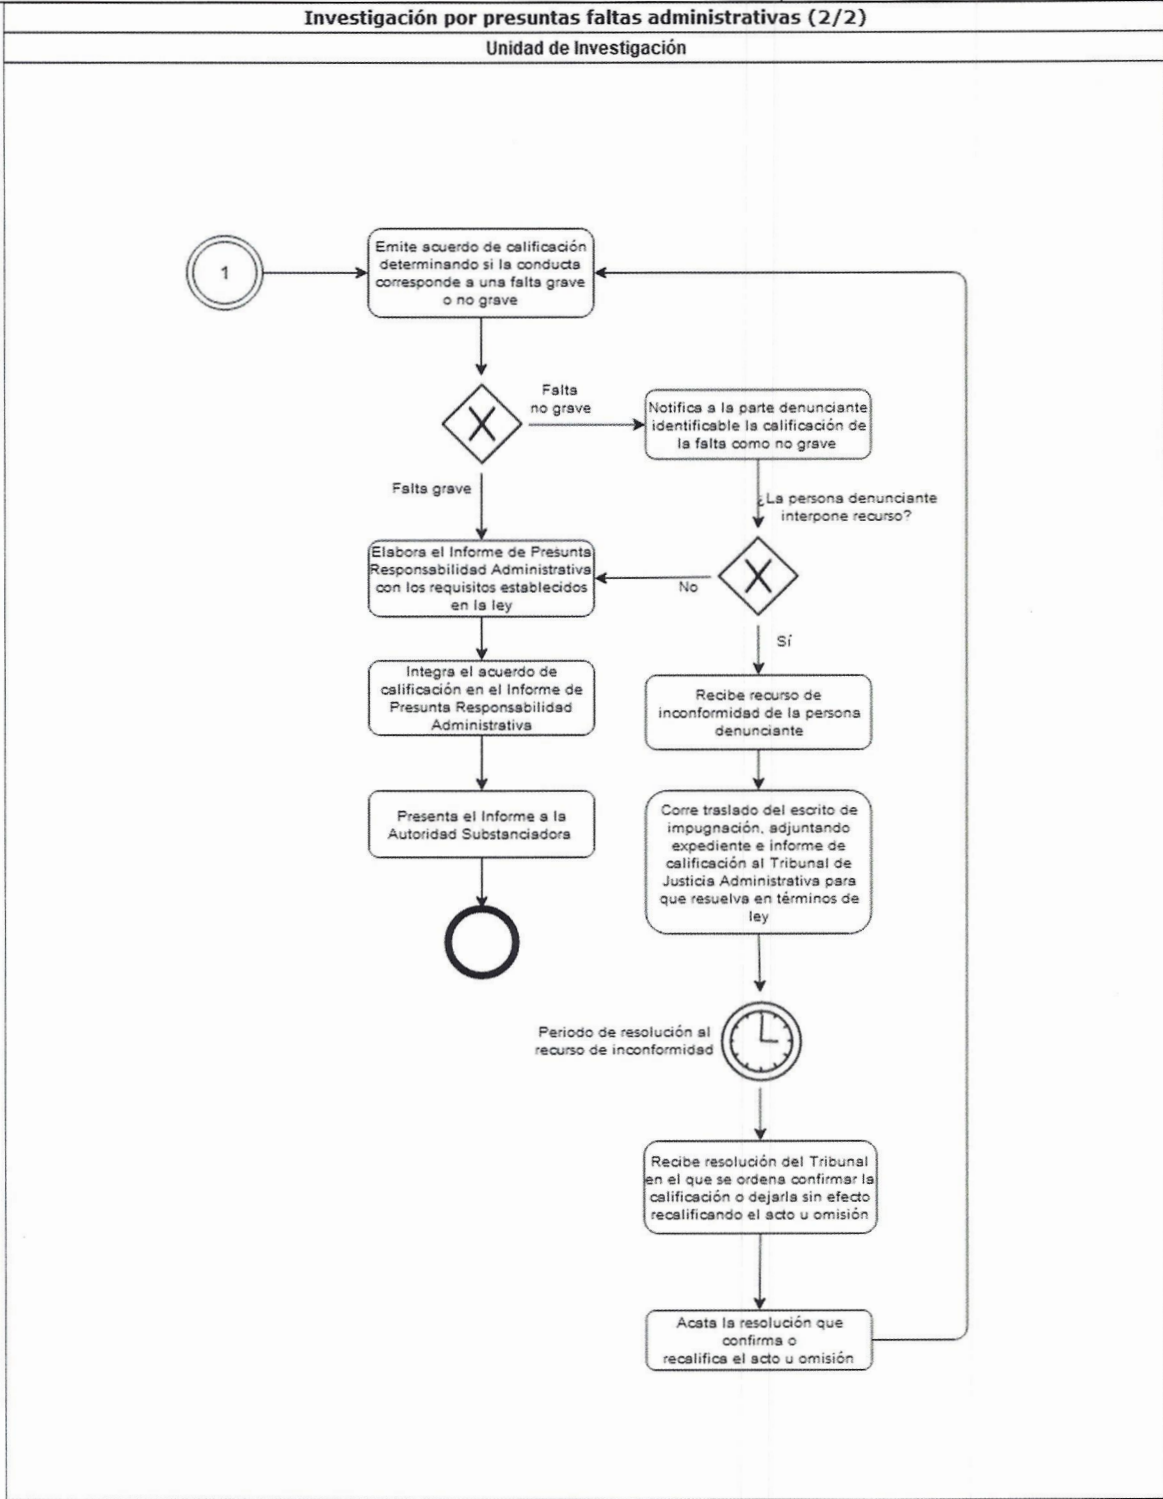 Investigación por presuntas faltas administrativas (2/2)
Unidad de Investigación
1
Emite acuerdo de calificación
determinando si la conducta
corresponde a una falta grave
o no grave
Falta
no grave
Notifica a la parte denunciante
identificable la calificación de
la falta como no grave
Falta grave
¿La persona denunciante
interpone recurso?
Elabora el Informe de Presunta
Responsabilidad Administrativa
con los requisitos establecidos
en la ley
No
Sí
Integra el acuerdo de
calificación en el Informe de
Presunta Responsabilidad
Administrativa
Recibe recurso de
inconformidad de la persona
denunciante
Presenta el Informe a la
Autoridad Substanciadora
Corre traslado del escrito de
impugnación, adjuntando
expediente e informe de
calificación al Tribunal de
Justicia Administrativa para
que resuelva en términos de
ley
Periodo de resolución al
recurso de inconformidad
Recibe resolución del Tribunal
en el que se ordena confirmar la
calificación o dejarla sin efecto
recalificando el acto u omisión
Acata la resolución que
confirma o
recalifica el acto u omisión